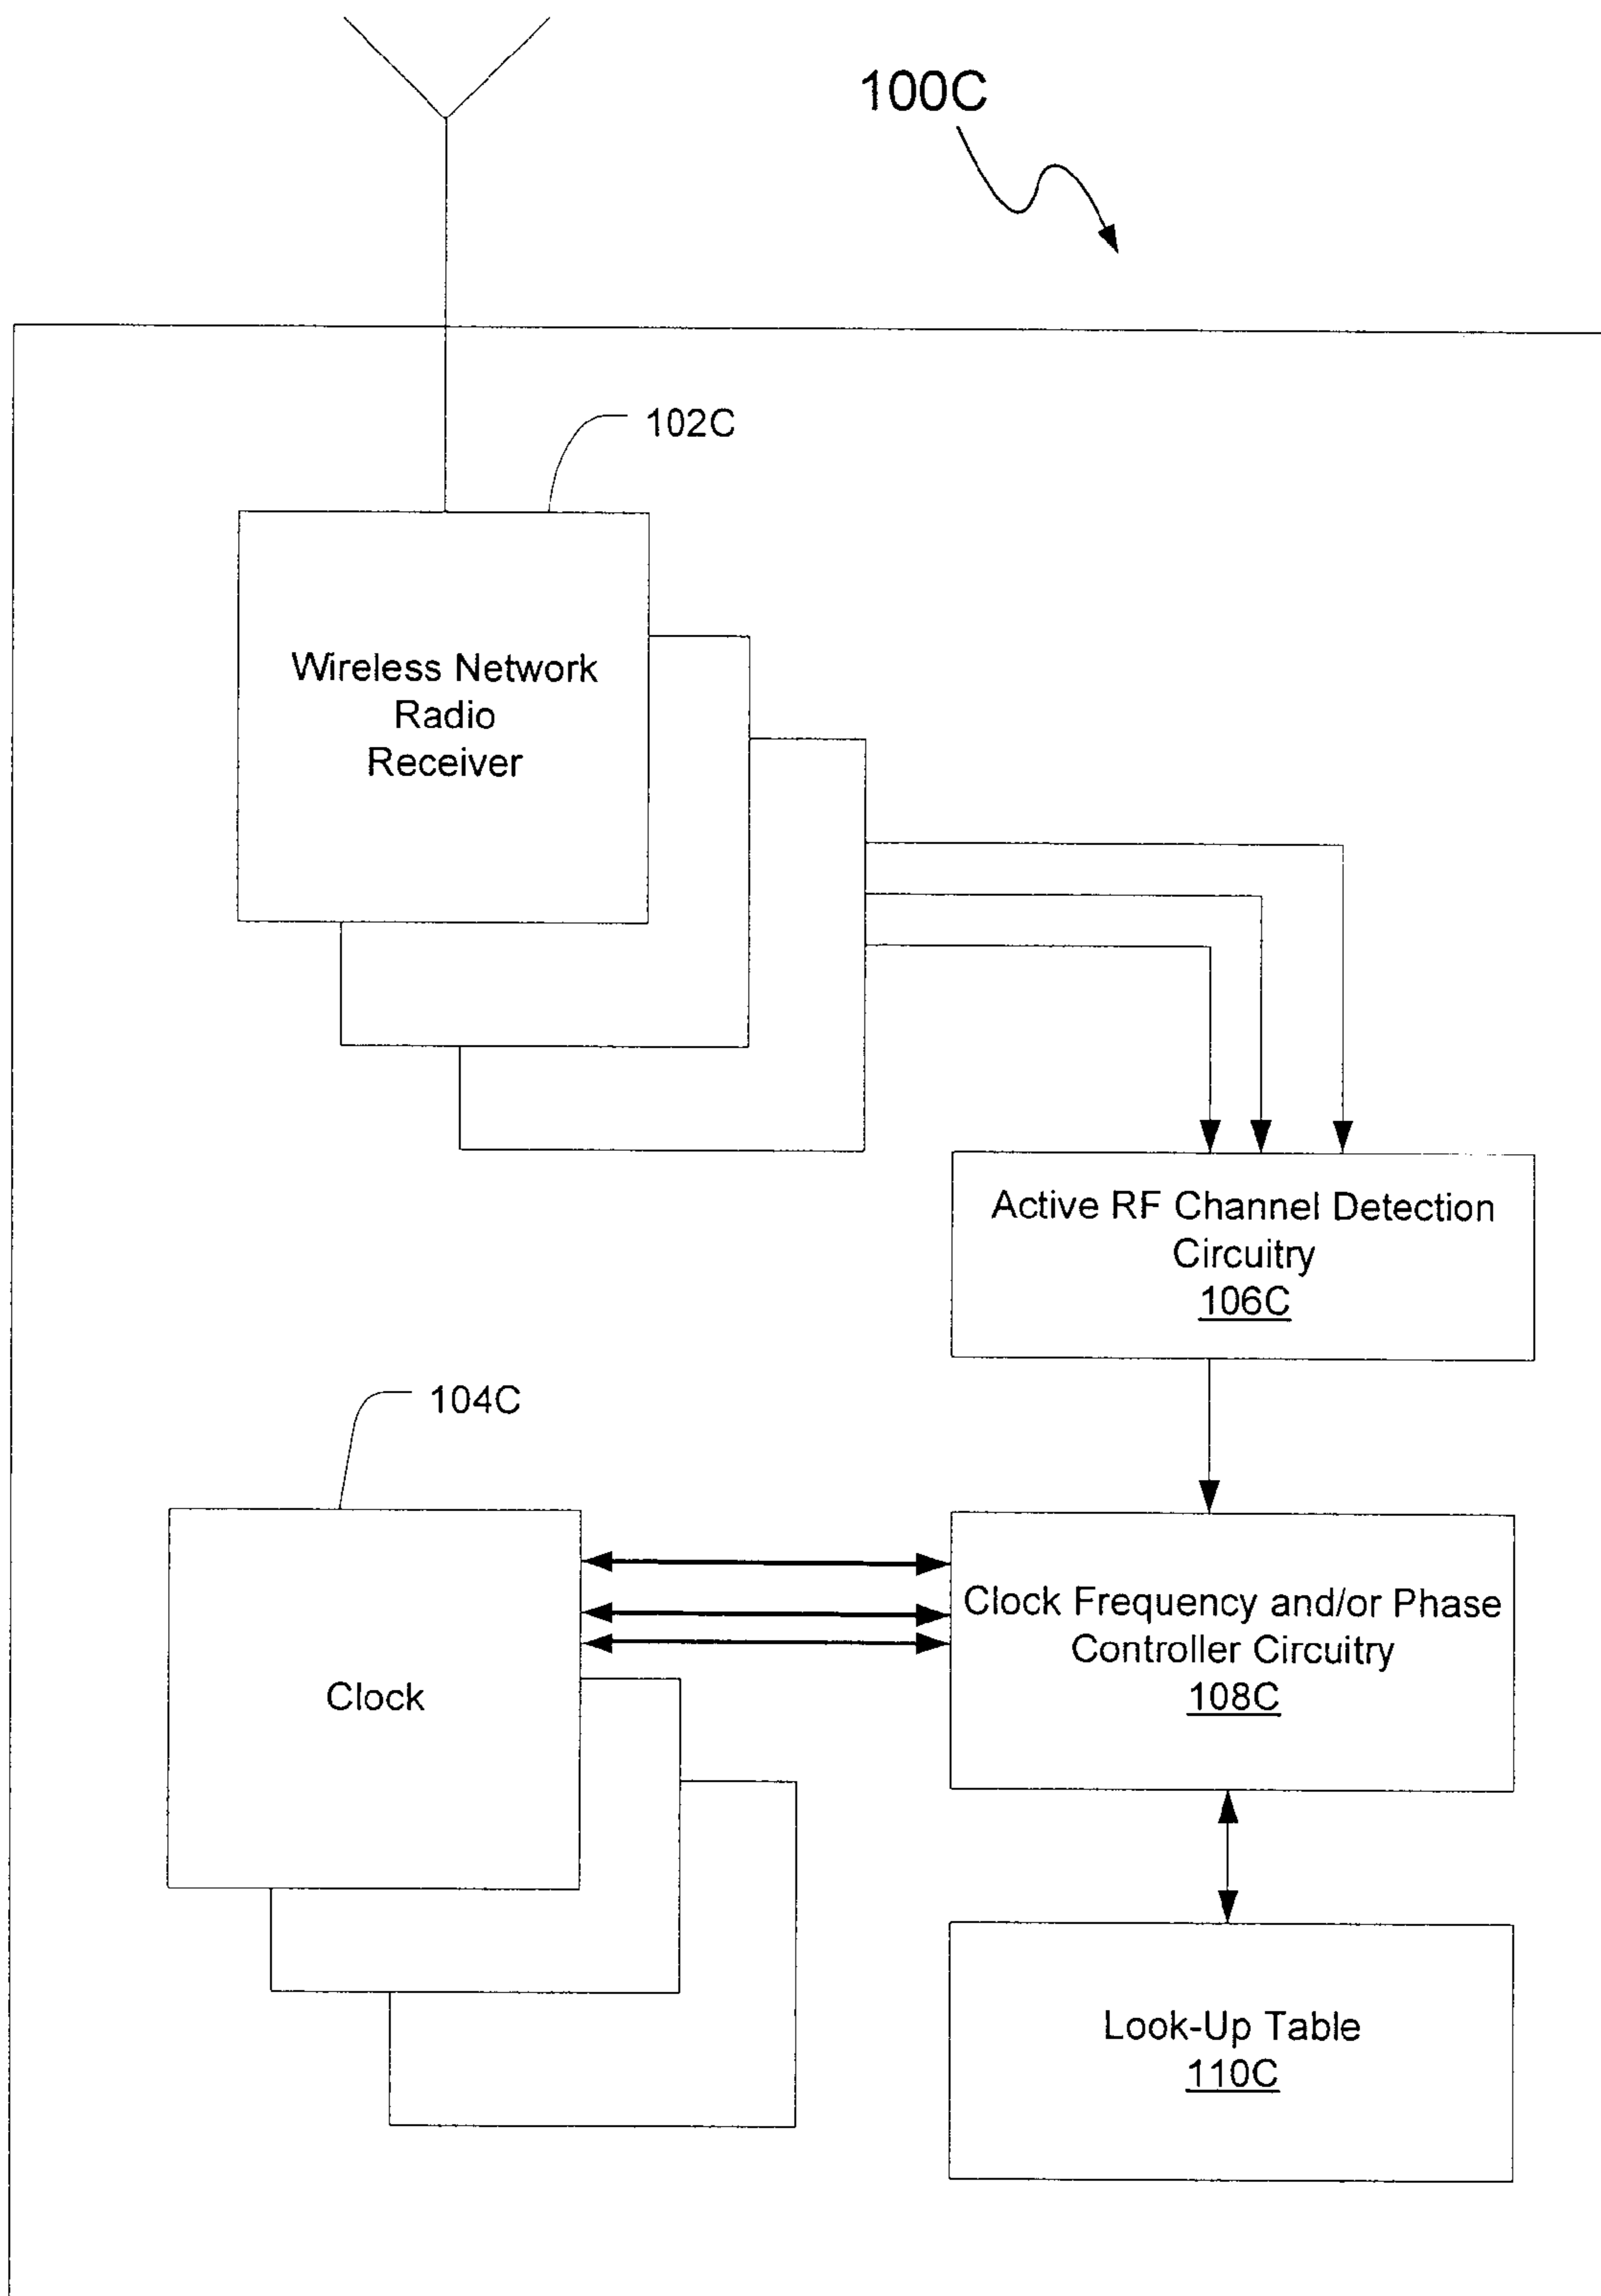 100C
102C
Wireless Network
Radio
Receiver
Active RF Channel Detection
Circuitry
106C
104C
Clock
Clock Frequency and/or Phase
Controller Circuitry
108C
Look-Up Table
110C